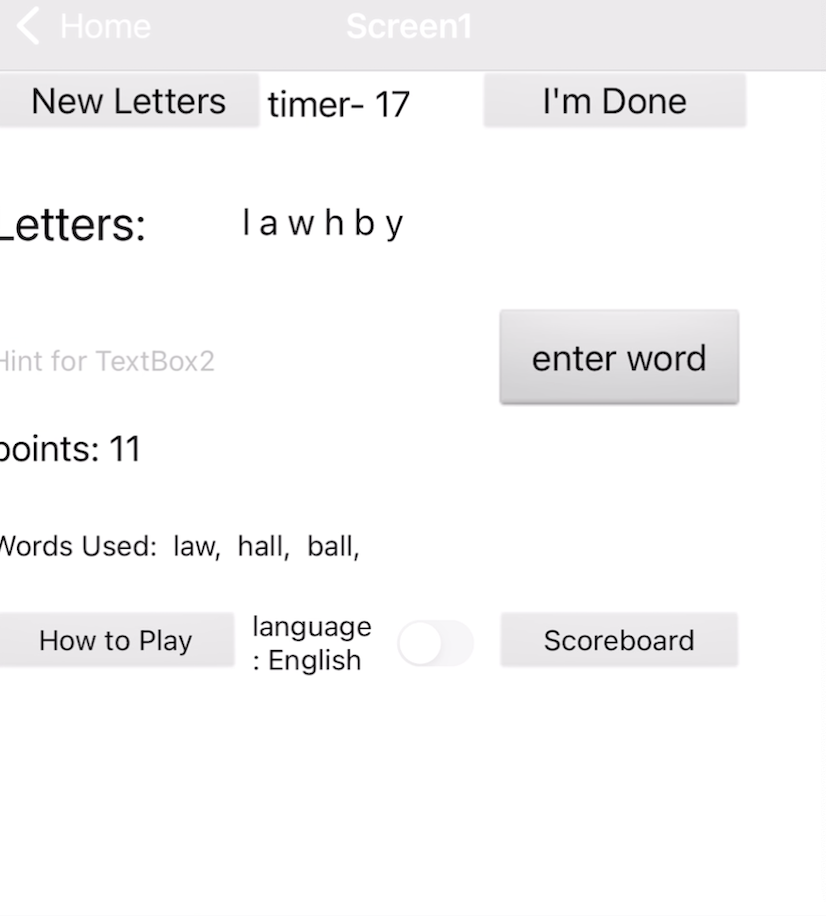 Home Screen1
New Letters timer- 17 I'm Done
Letters: l a w h b y
Hint for TextBox2 enter word
points: 11
Words Used: law, hall, ball,
How to Play language : English Scoreboard